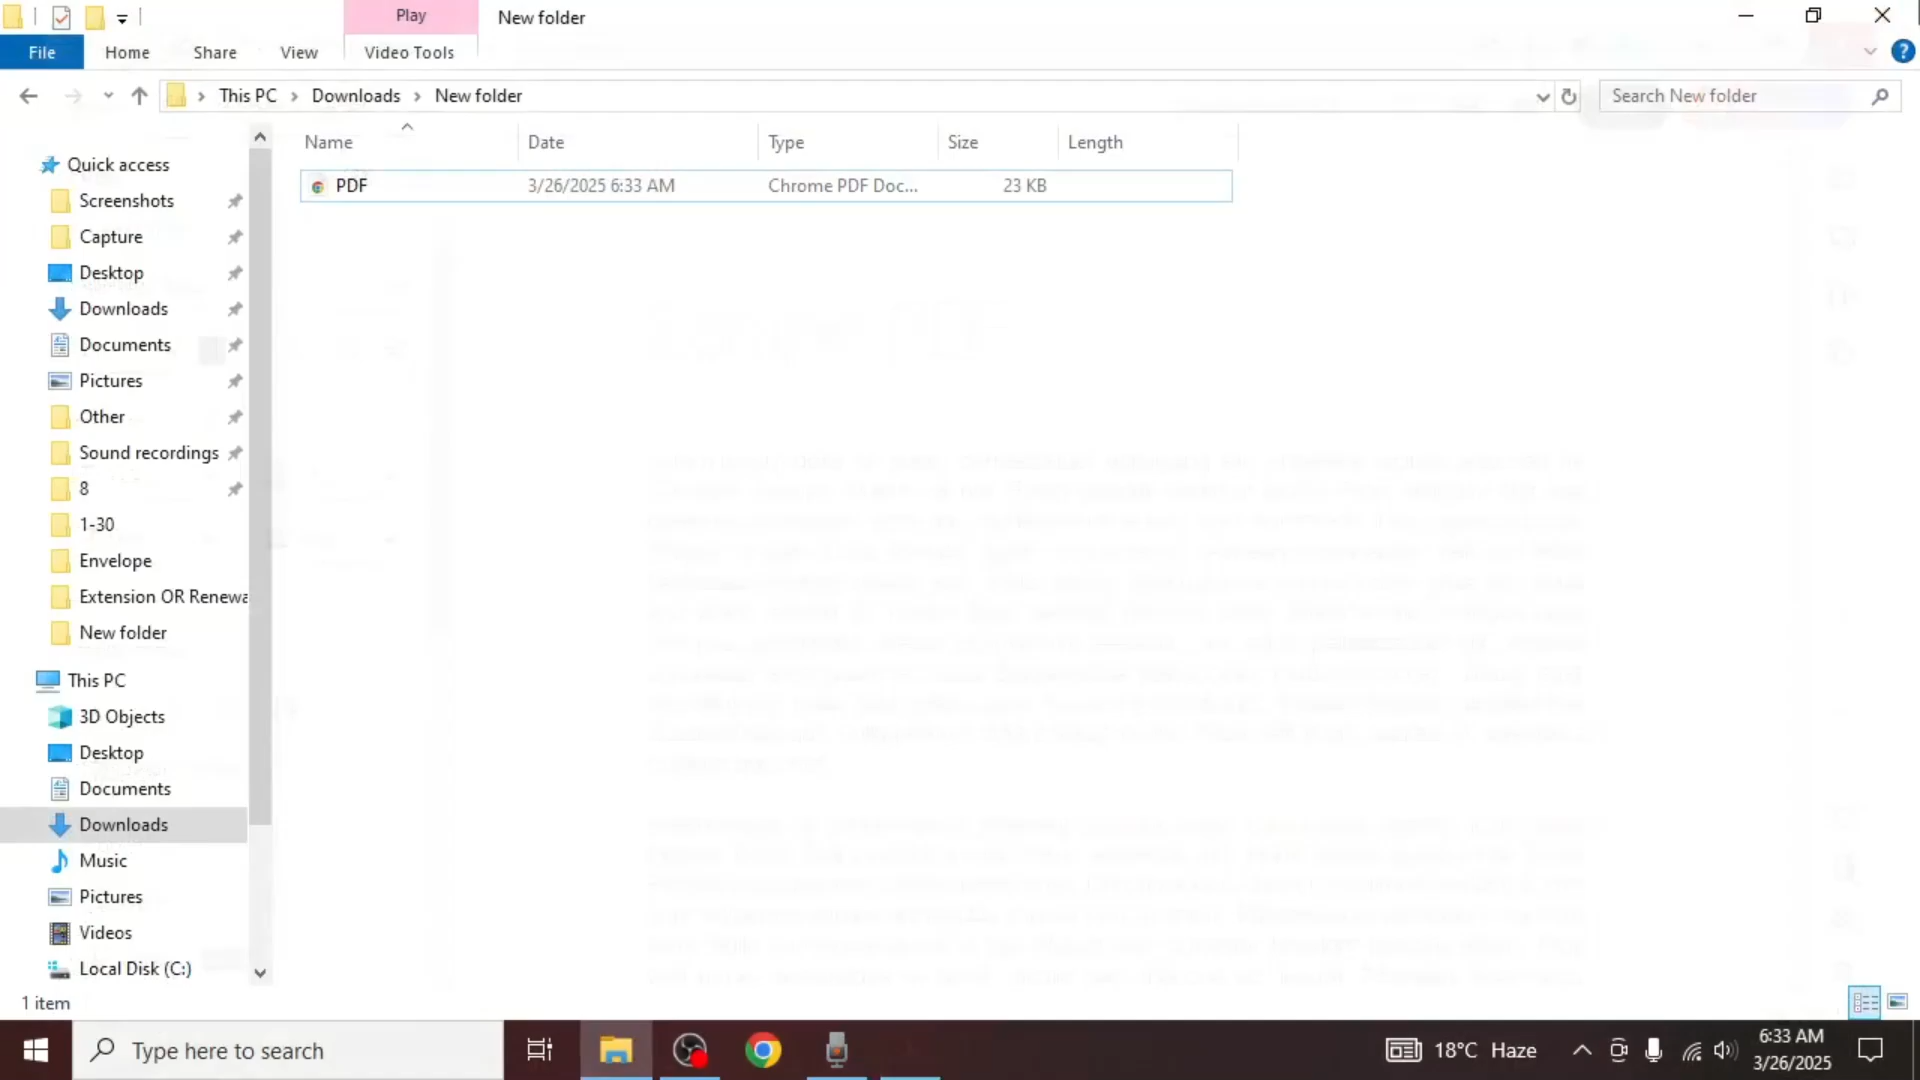 Play
New folder
File
Home
Share
View
Video Tools
This PC
Downloads
New folder
Search New folder
Name
Date
Type
Size
Length
PDF
3/26/2025 6:33 AM
Chrome PDF Doc...
23 KB
Quick access
Screenshots
Capture
Desktop
Downloads
Documents
Pictures
Other
Sound recordings
8
1-30
Envelope
Extension OR Renewa
New folder
This PC
3D Objects
Desktop
Documents
Downloads
Music
Pictures
Videos
Local Disk (C:)
1 item
Type here to search
18°C Haze
6:33 AM
3/26/2025